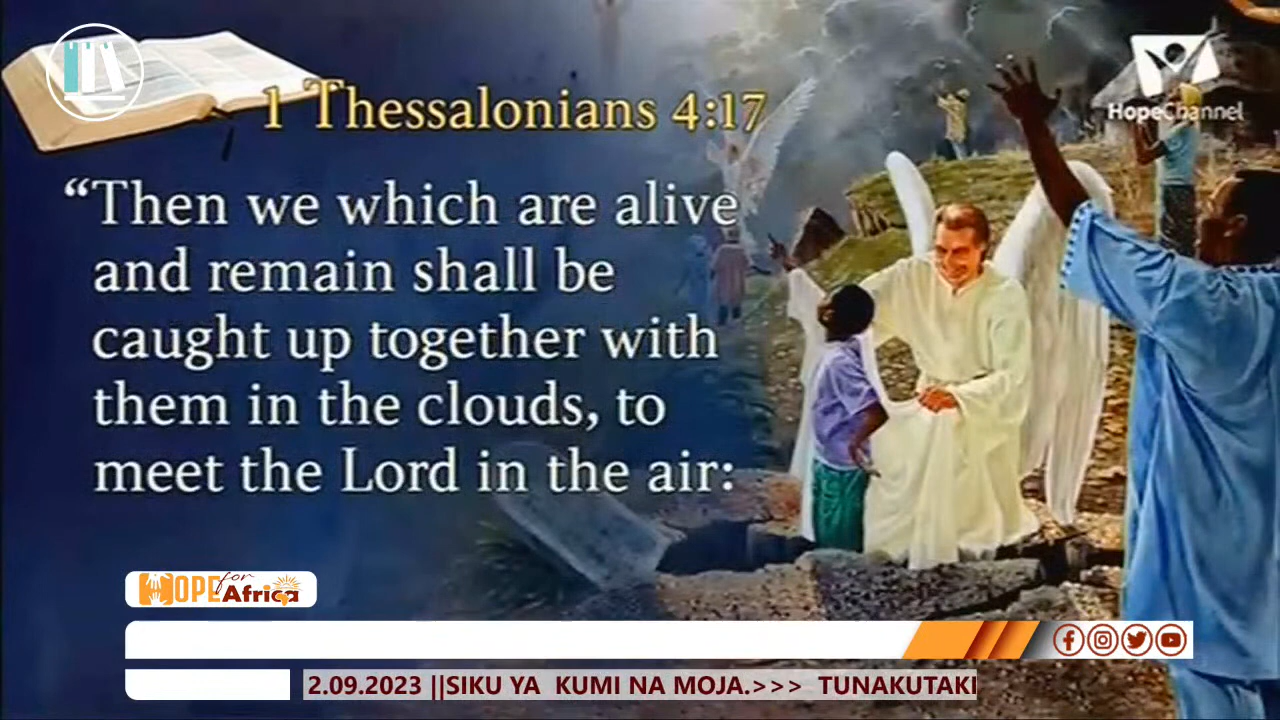 1 Thessalonians 4:17
HopeChannel
“Then we which are alive
and remain shall be
caught up together with
them in the clouds, to
meet the Lord in the air:
HOPE for Africa
2.09.2023 ||SIKU YA KUMI NA MOJA.>>> TUNAKUTAKI